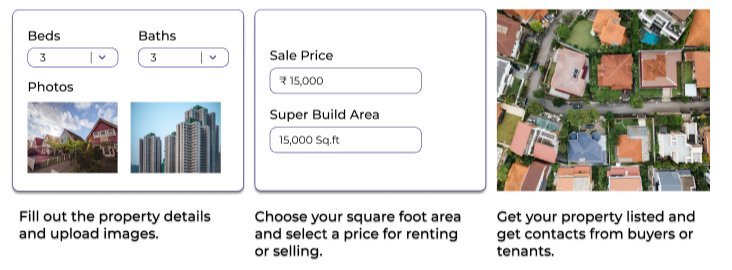 Beds
Baths
3
3
Photos
Fill out the property details
and upload images.
Sale Price
₹ 15,000
Super Build Area
15,000 Sq.ft
Choose your square foot area
and select a price for renting
or selling.
Get your property listed and
get contacts from buyers or
tenants.